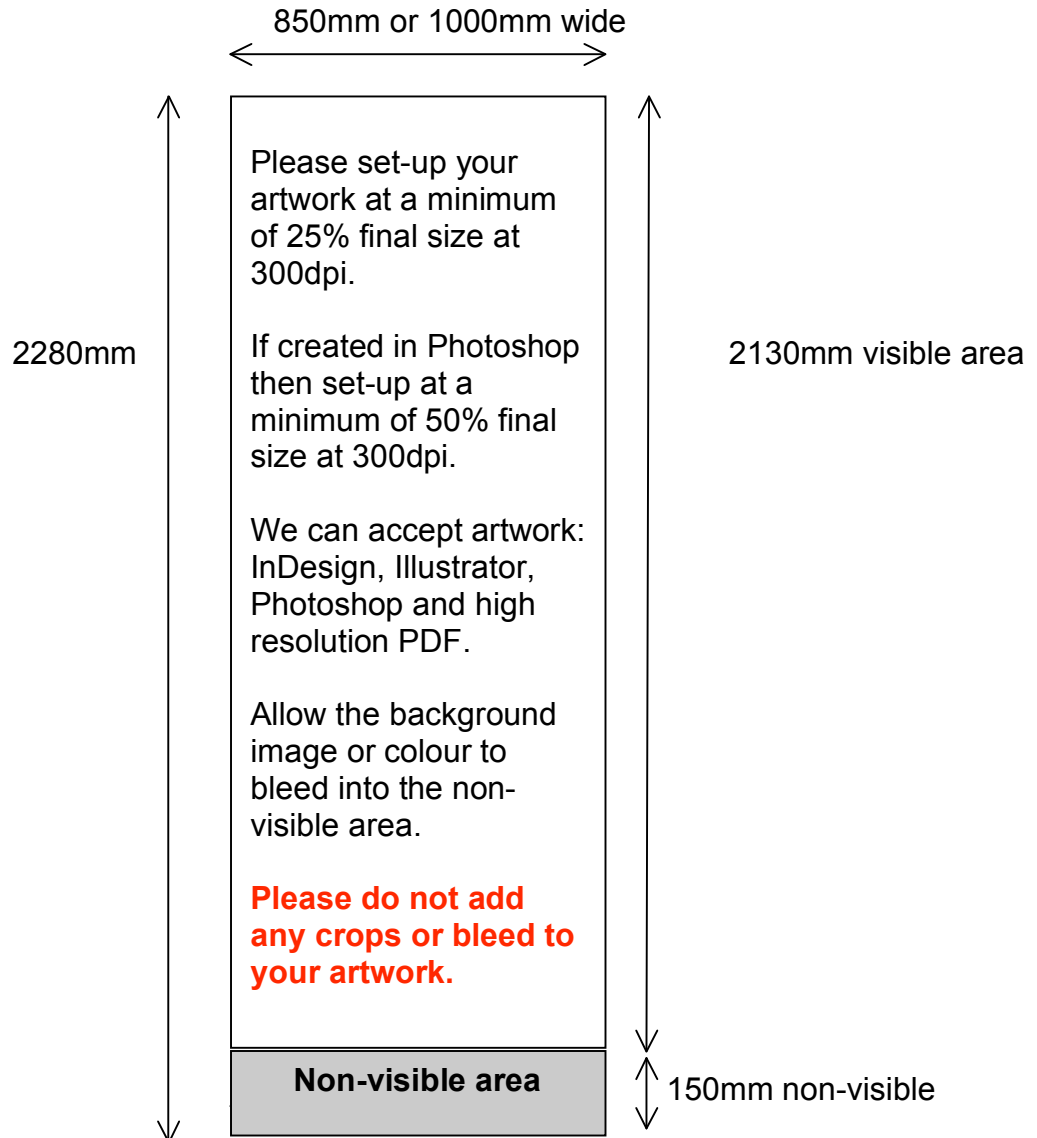 850mm or 1000mm wide
Please set-up your
artwork at a minimum
of 25% final size at
300dpi.
2280mm
If created in Photoshop
then set-up at a
minimum of 50% final
size at 300dpi.
2130mm visible area
We can accept artwork:
InDesign, Illustrator,
Photoshop and high
resolution PDF.
Allow the background
image or colour to
bleed into the non-
visible area.
Please do not add
any crops or bleed to
your artwork.
Non-visible area
150mm non-visible